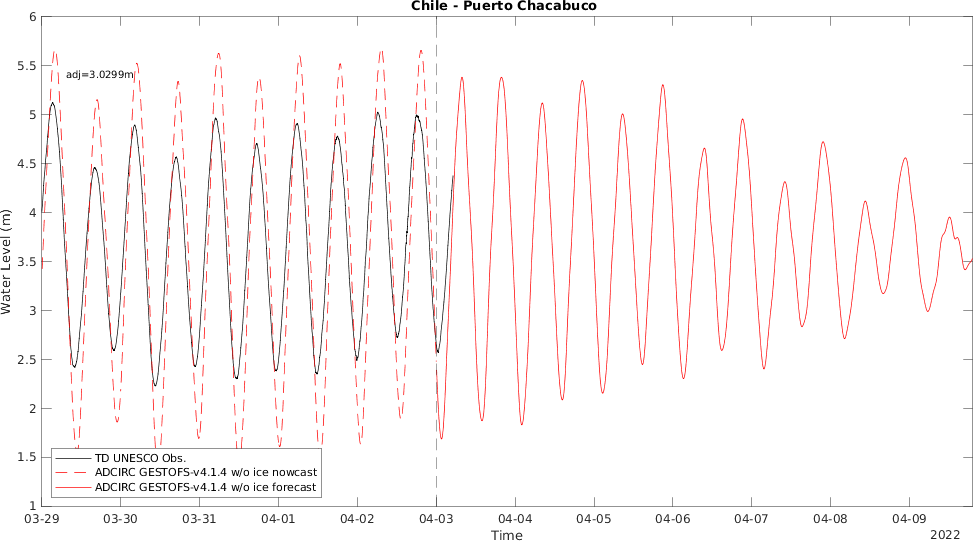 Chile - Puerto Chacabuco
6
5.5
5
4.5
4
3.5
3
2.5
2
1.5
1
Water Level (m)
adj=3.0299m
TD UNESCO Obs.
ADCIRC GESTOFS-v4.1.4 w/o ice nowcast
ADCIRC GESTOFS-v4.1.4 w/o ice forecast
03-29 03-30 03-31 04-01 04-02 04-03 04-04 04-05 04-06 04-07 04-08 04-09
Time
2022